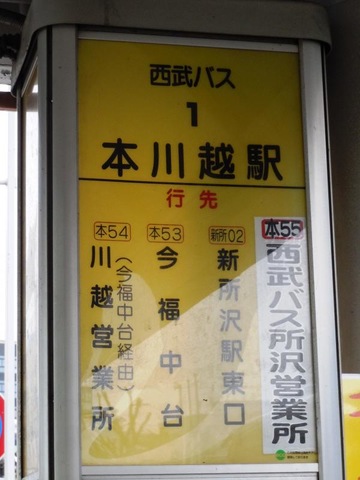 西武バス
1
本川越駅
行先
本55
西武バス所沢営業所
新所02
新所沢駅東口
本53
今福中台
本54
川越営業所
（今福中台経由）